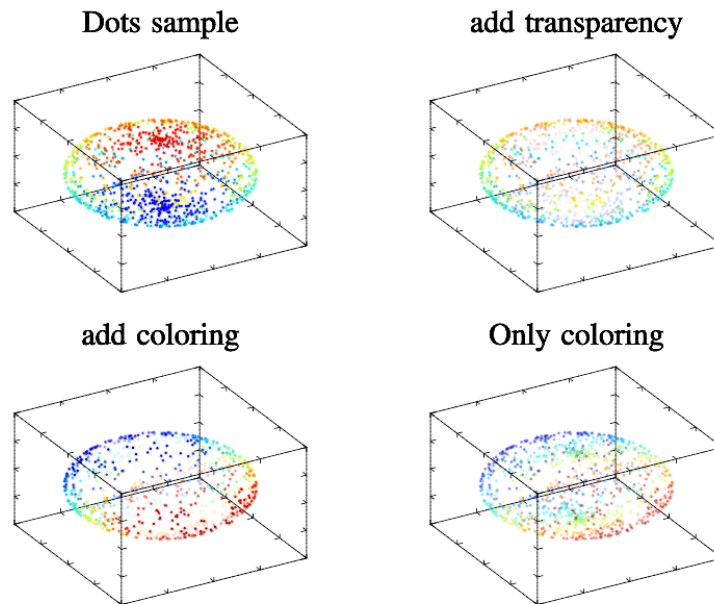 Dots sample
add transparency
add coloring
Only coloring